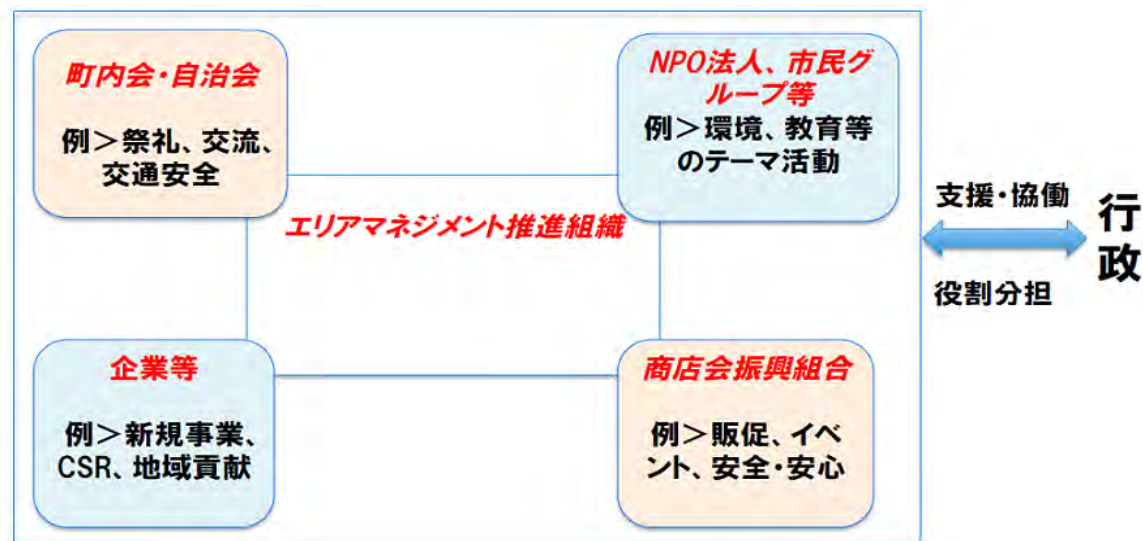 町内会・自治会
例＞祭礼、交流、
交通安全
NPO法人、市民グ
ループ等
例＞環境、教育等
のテーマ活動
エリアマネジメント推進組織
企業等
例＞新規事業、
CSR、地域貢献
商店会振興組合
例＞販促、イベ
ント、安全・安心
支援・協働
役割分担
行
政